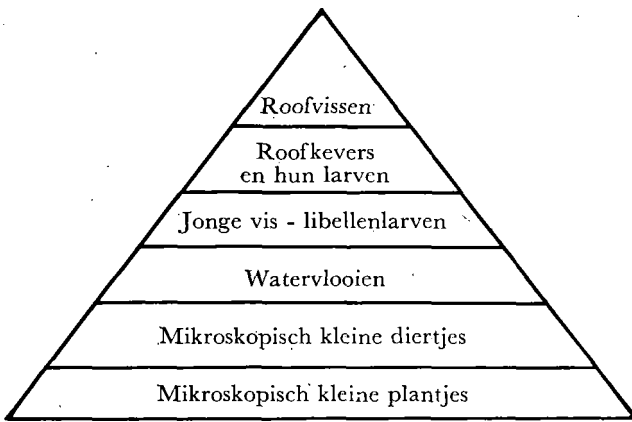 Roofvissen
Roofkevers
en hun larven
Jonge vis - libellenlarven
Watervlooien
Mikroskopisch kleine diertjes
Mikroskopisch kleine plantjes